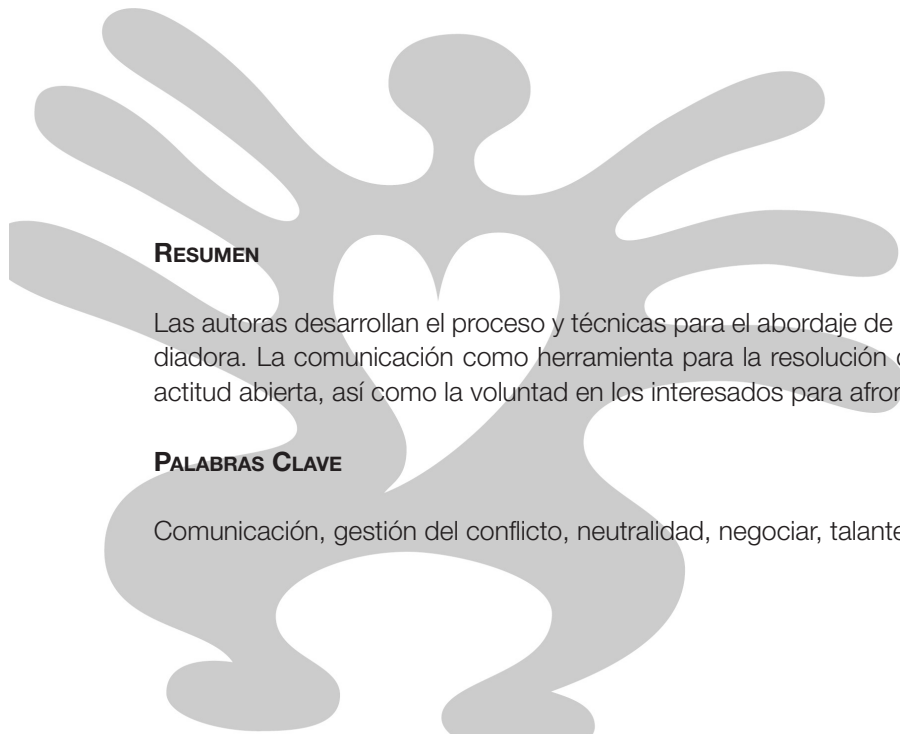 RESUMEN
Las autoras desarrollan el proceso y técnicas para el abordaje de
diadora. La comunicación como herramienta para la resolución
actitud abierta, así como la voluntad en los interesados para
PALABRAS CLAVE
Comunicación, gestión del conflicto, neutralidad, negociar, talante